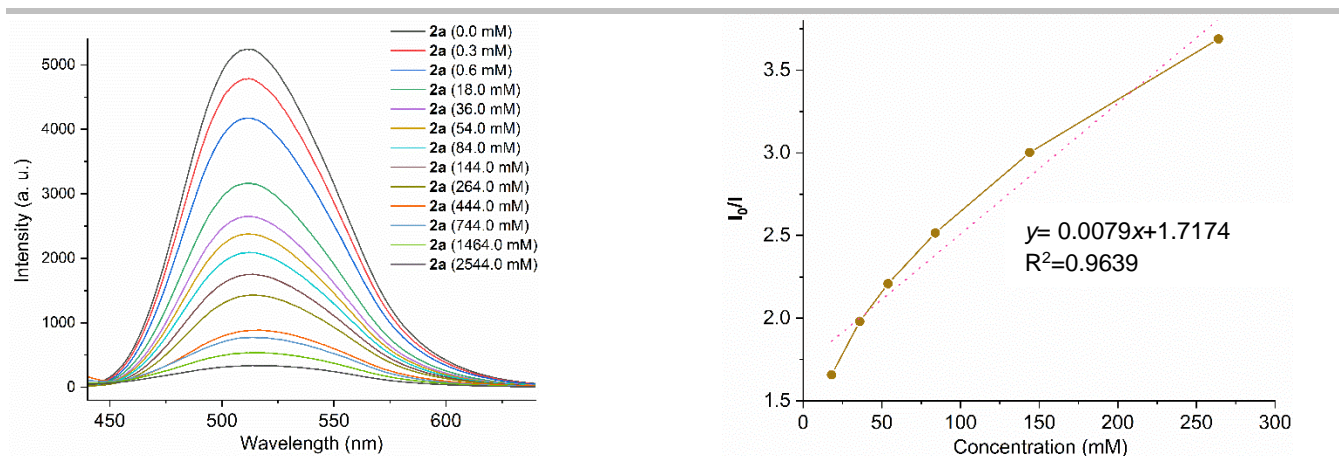 5000
4000
3000
2000
1000
0
Intensity (a. u.)
450 500 550 600
Wavelength (nm)
2a (0.0 mM)
2a (0.3 mM)
2a (0.6 mM)
2a (18.0 mM)
2a (36.0 mM)
2a (54.0 mM)
2a (84.0 mM)
2a (144.0 mM)
2a (264.0 mM)
2a (444.0 mM)
2a (744.0 mM)
2a (1464.0 mM)
2a (2544.0 mM)
3.5
3.0
2.5
2.0
1.5
I₀/I
y= 0.0079x+1.7174
R²=0.9639
0 50 100 150 200 250 300
Concentration (mM)